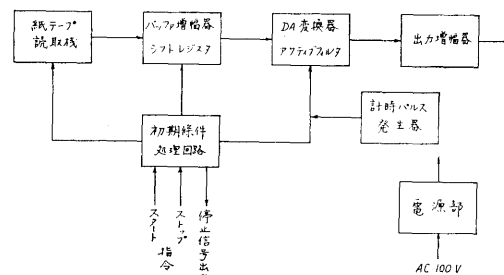 紙テープ
読取機
バッファ増幅器
シフトレジスタ
DA変換器
アクティブフィルタ
出力増幅器
計時パルス
発生器
初期條件
処理回路
電源部
スタート
ストップ
指令
停止信号出
AC 100V